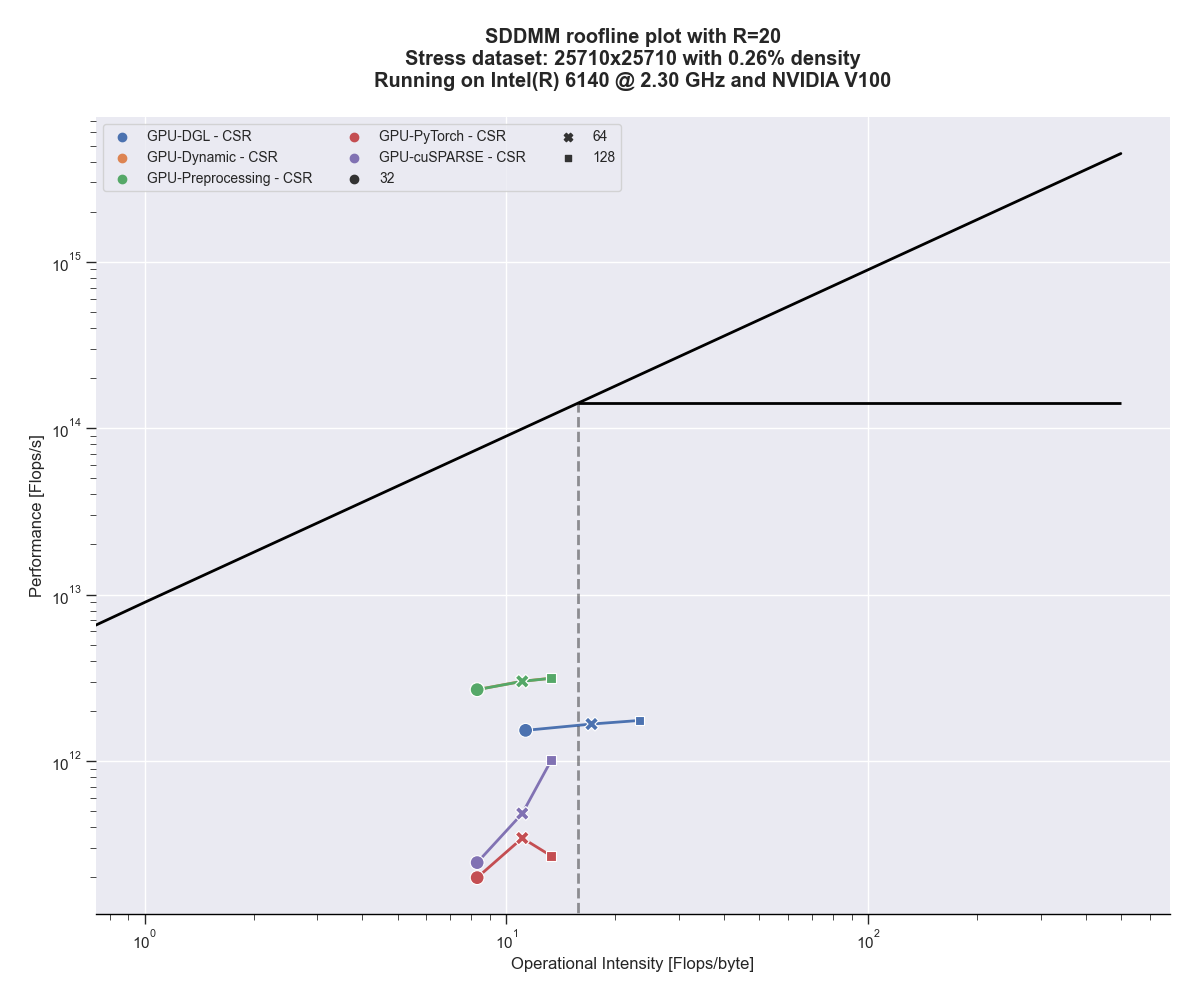 SDDMM roofline plot with R=20
Stress dataset: 25710x25710 with 0.26% density
Running on Intel(R) 6140 @ 2.30 GHz and NVIDIA V100
GPU-DGL - CSR
GPU-Dynamic - CSR
GPU-Preprocessing - CSR
GPU-PyTorch - CSR
GPU-cuSPARSE - CSR
32
64
128
Performance [Flops/s]
10^15
10^14
10^13
10^12
10^0
10^1
10^2
Operational Intensity [Flops/byte]